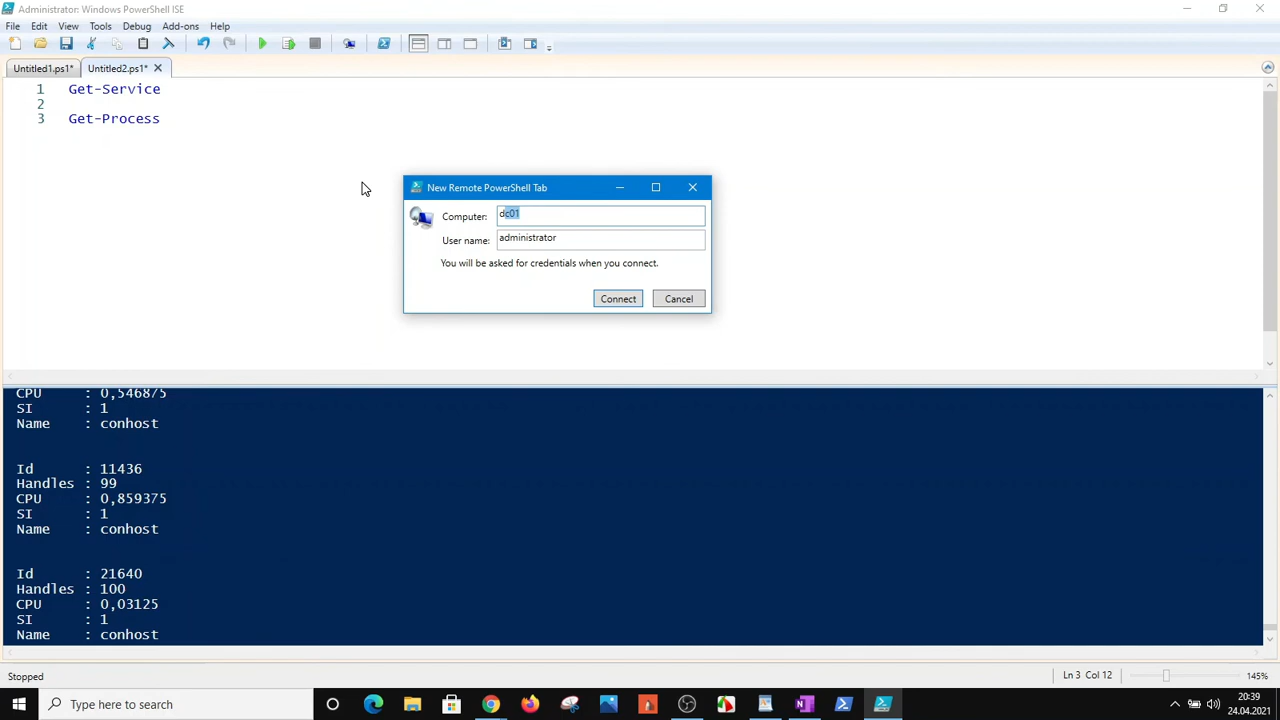 Administrator: Windows PowerShell ISE
File Edit View Tools Debug Add-ons Help
Untitled1.ps1* Untitled2.ps1*
1 Get-Service
2
3 Get-Process
New Remote PowerShell Tab
Computer: dc01
User name: administrator
You will be asked for credentials when you connect.
Connect Cancel
CPU : 0,546875
SI : 1
Name : conhost
Id : 11436
Handles : 99
CPU : 0,859375
SI : 1
Name : conhost
Id : 21640
Handles : 100
CPU : 0,03125
SI : 1
Name : conhost
Stopped Ln 3 Col 12 145%
Type here to search
20:39
24.04.2021